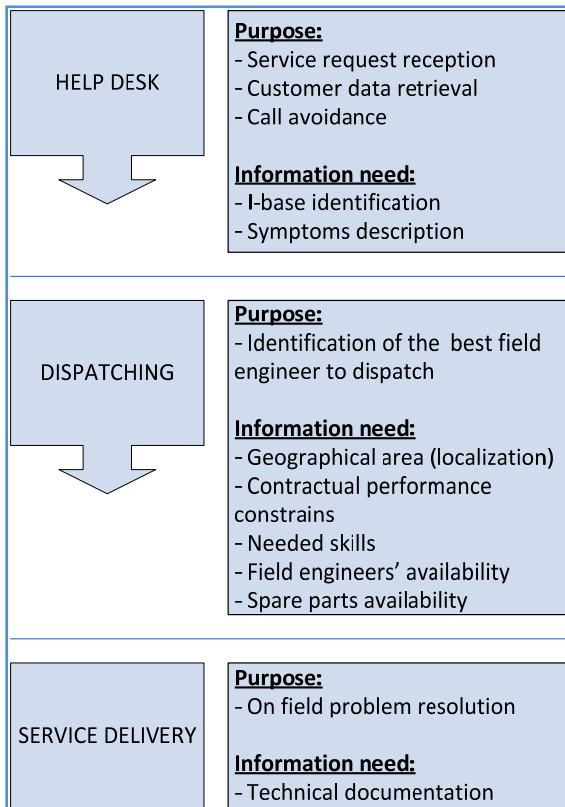 HELP DESK
Purpose:
- Service request reception
- Customer data retrieval
- Call avoidance
Information need:
- I-base identification
- Symptoms description
DISPATCHING
Purpose:
- Identification of the best field
engineer to dispatch
Information need:
- Geographical area (localization)
- Contractual performance
constrains
- Needed skills
- Field engineers’ availability
- Spare parts availability
SERVICE DELIVERY
Purpose:
- On field problem resolution
Information need:
- Technical documentation